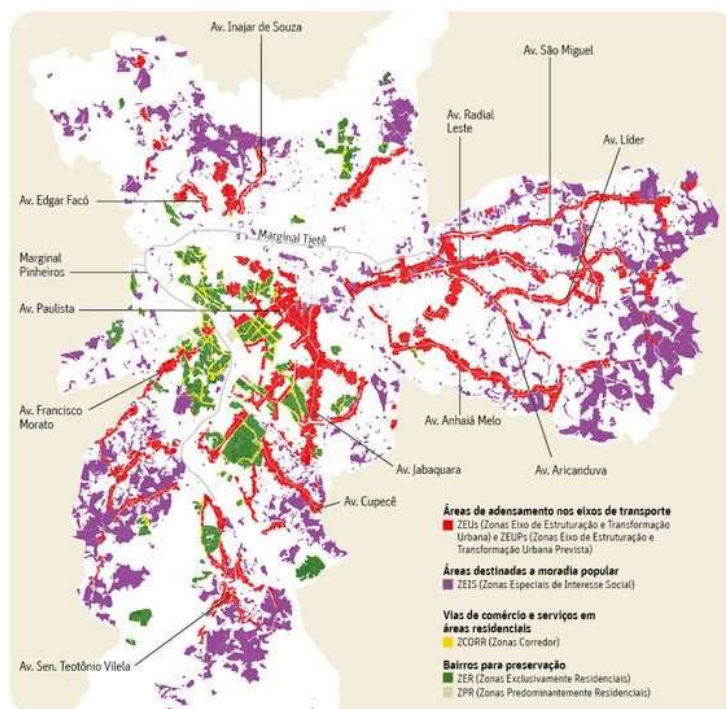 Av. Inajar de Souza
Av. São Miguel
Av. Radial
Leste
Av. Líder
Av. Edgar Facó
Marginal Tietê
Marginal
Pinheiros
Av. Paulista
Av. Francisco
Morato
Av. Anhaiá Melo
Av. Jabaquara
Av. Aricanduva
Av. Cupecê
Av. Sen. Teotônio Vilela
Áreas de adensamento nos eixos de transporte
ZEUs (Zonas Eixo de Estruturação e Transformação
Urbana) e ZEUPs (Zonas Eixo de Estruturação e
Transformação Urbana Prevista)
Áreas destinadas a moradia popular
ZEIS (Zonas Especiais de Interesse Social)
Vias de comércio e serviços em
áreas residenciais
ZCORR (Zonas Corredor)
Bairros para preservação
ZER (Zonas Exclusivamente Residenciais)
ZPR (Zonas Predominantemente Residenciais)